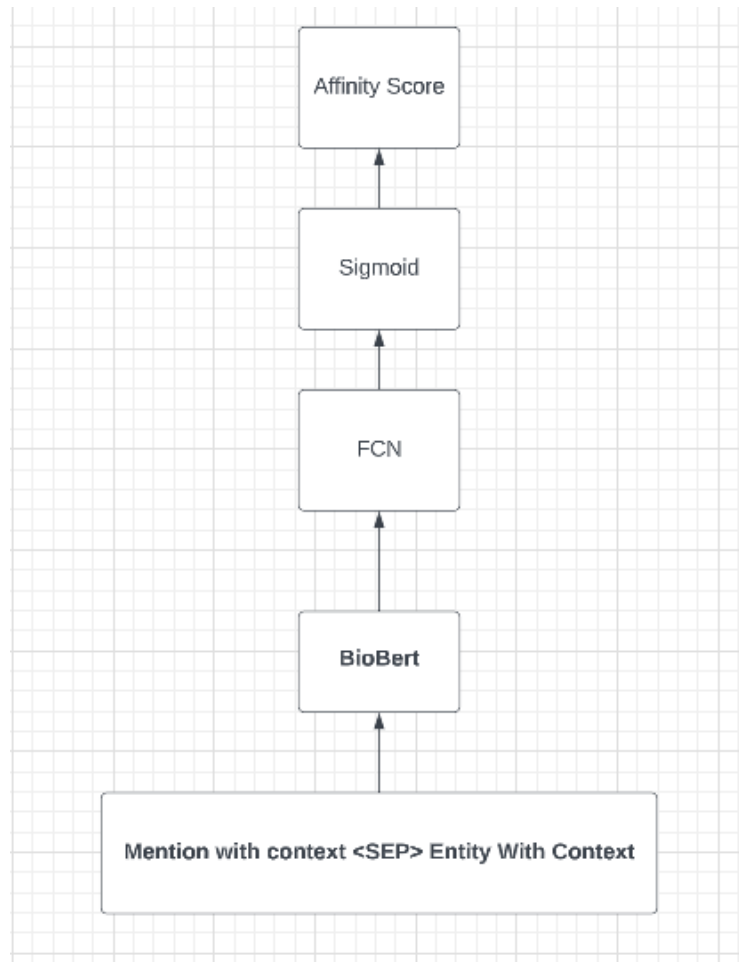 Affinity Score
Sigmoid
FCN
BioBert
Mention with context <SEP> Entity With Context